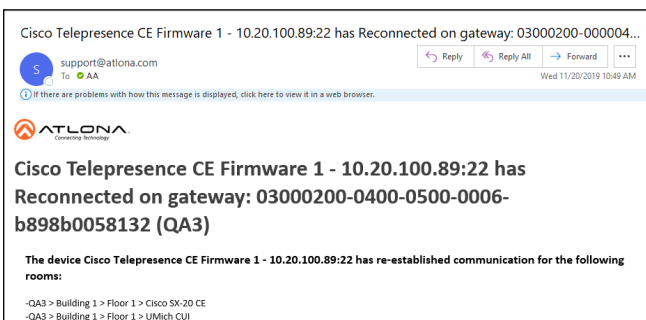 Cisco Telepresence CE Firmware 1 - 10.20.100.89:22 has Reconnected on gateway: 03000200-000004...
Reply
Reply All
Forward
...
S
support@atlona.com
To AA
Wed 11/20/2019 10:49 AM
If there are problems with how this message is displayed, click here to view it in a web browser.
ATLONA.
Connecting Technology
Cisco Telepresence CE Firmware 1 - 10.20.100.89:22 has
Reconnected on gateway: 03000200-0400-0500-0006-
b898b0058132 (QA3)
The device Cisco Telepresence CE Firmware 1 - 10.20.100.89:22 has re-established communication for the following
rooms:
-QA3 > Building 1 > Floor 1 > Cisco SX-20 CE
-QA3 > Building 1 > Floor 1 > UMich CUI